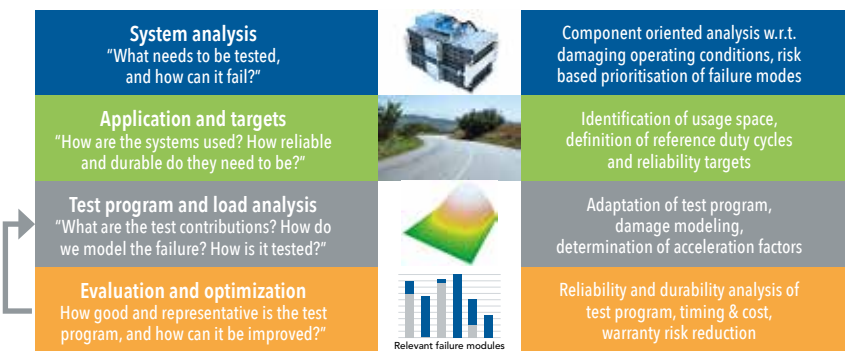 System analysis
“What needs to be tested,
and how can it fail?”
Component oriented analysis w.r.t.
damaging operating conditions, risk
based prioritisation of failure modes
Application and targets
“How are the systems used? How reliable
and durable do they need to be?”
Identification of usage space,
definition of reference duty cycles
and reliability targets
Test program and load analysis
“What are the test contributions? How do
we model the failure? How is it tested?”
Adaptation of test program,
damage modeling,
determination of acceleration factors
Evaluation and optimization
How good and representative is the test
program, and how can it be improved?”
Relevant failure modules
Reliability and durability analysis of
test program, timing & cost,
warranty risk reduction